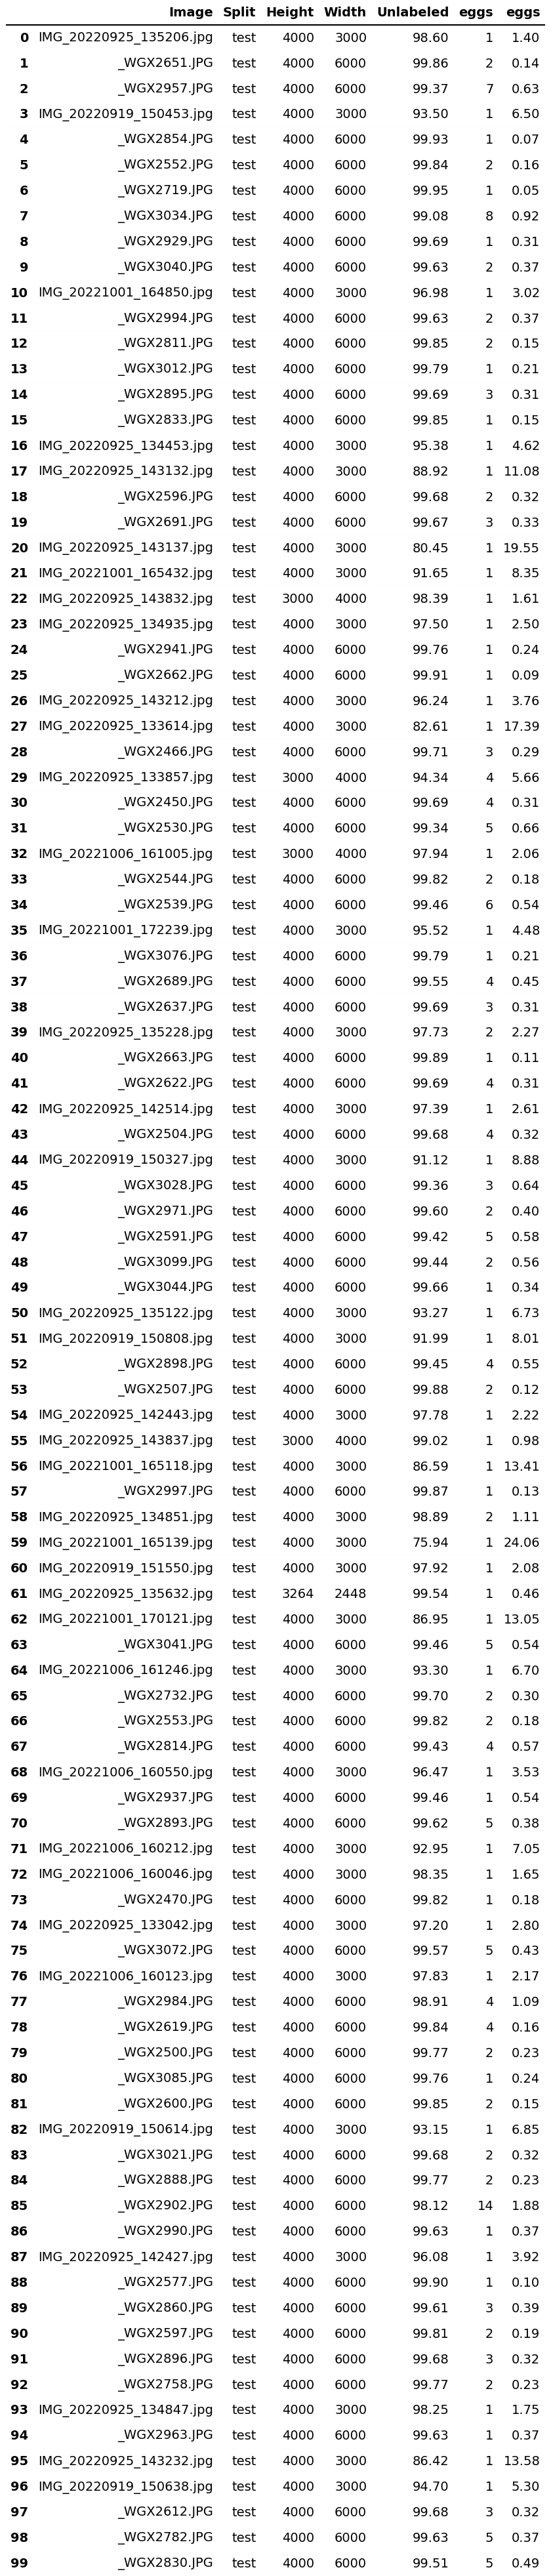 Image Split Height Width Unlabeled eggs eggs
0 IMG_20220925_135206.jpg test 4000 3000 98.60 1 1.40
1 _WGX2651.JPG test 4000 6000 99.86 2 0.14
2 _WGX2957.JPG test 4000 6000 99.37 7 0.63
3 IMG_20220919_150453.jpg test 4000 3000 93.50 1 6.50
4 _WGX2854.JPG test 4000 6000 99.93 1 0.07
5 _WGX2552.JPG test 4000 6000 99.84 2 0.16
6 _WGX2719.JPG test 4000 6000 99.95 1 0.05
7 _WGX3034.JPG test 4000 6000 99.08 8 0.92
8 _WGX2929.JPG test 4000 6000 99.69 1 0.31
9 _WGX3040.JPG test 4000 6000 99.63 2 0.37
10 IMG_20221001_164850.jpg test 4000 3000 96.98 1 3.02
11 _WGX2994.JPG test 4000 6000 99.63 2 0.37
12 _WGX2811.JPG test 4000 6000 99.85 2 0.15
13 _WGX3012.JPG test 4000 6000 99.79 1 0.21
14 _WGX2895.JPG test 4000 6000 99.69 3 0.31
15 _WGX2833.JPG test 4000 6000 99.85 1 0.15
16 IMG_20220925_134453.jpg test 4000 3000 95.38 1 4.62
17 IMG_20220925_143132.jpg test 4000 3000 88.92 1 11.08
18 _WGX2596.JPG test 4000 6000 99.68 2 0.32
19 _WGX2691.JPG test 4000 6000 99.67 3 0.33
20 IMG_20220925_143137.jpg test 4000 3000 80.45 1 19.55
21 IMG_20221001_165432.jpg test 4000 3000 91.65 1 8.35
22 IMG_20220925_143832.jpg test 3000 4000 98.39 1 1.61
23 IMG_20220925_134935.jpg test 4000 3000 97.50 1 2.50
24 _WGX2941.JPG test 4000 6000 99.76 1 0.24
25 _WGX2662.JPG test 4000 6000 99.91 1 0.09
26 IMG_20220925_143212.jpg test 4000 3000 96.24 1 3.76
27 IMG_20220925_133614.jpg test 4000 3000 82.61 1 17.39
28 _WGX2466.JPG test 4000 6000 99.71 3 0.29
29 IMG_20220925_133857.jpg test 3000 4000 94.34 4 5.66
30 _WGX2450.JPG test 4000 6000 99.69 4 0.31
31 _WGX2530.JPG test 4000 6000 99.34 5 0.66
32 IMG_20221006_161005.jpg test 3000 4000 97.94 1 2.06
33 _WGX2544.JPG test 4000 6000 99.82 2 0.18
34 _WGX2539.JPG test 4000 6000 99.46 6 0.54
35 IMG_20221001_172239.jpg test 4000 3000 95.52 1 4.48
36 _WGX3076.JPG test 4000 6000 99.79 1 0.21
37 _WGX2689.JPG test 4000 6000 99.55 4 0.45
38 _WGX2637.JPG test 4000 6000 99.69 3 0.31
39 IMG_20220925_135228.jpg test 4000 3000 97.73 2 2.27
40 _WGX2663.JPG test 4000 6000 99.89 1 0.11
41 _WGX2622.JPG test 4000 6000 99.69 4 0.31
42 IMG_20220925_142514.jpg test 4000 3000 97.39 1 2.61
43 _WGX2504.JPG test 4000 6000 99.68 4 0.32
44 IMG_20220919_150327.jpg test 4000 3000 91.12 1 8.88
45 _WGX3028.JPG test 4000 6000 99.36 3 0.64
46 _WGX2971.JPG test 4000 6000 99.60 2 0.40
47 _WGX2591.JPG test 4000 6000 99.42 5 0.58
48 _WGX3099.JPG test 4000 6000 99.44 2 0.56
49 _WGX3044.JPG test 4000 6000 99.66 1 0.34
50 IMG_20220925_135122.jpg test 4000 3000 93.27 1 6.73
51 IMG_20220919_150808.jpg test 4000 3000 91.99 1 8.01
52 _WGX2898.JPG test 4000 6000 99.45 4 0.55
53 _WGX2507.JPG test 4000 6000 99.88 2 0.12
54 IMG_20220925_142443.jpg test 4000 3000 97.78 1 2.22
55 IMG_20220925_143837.jpg test 3000 4000 99.02 1 0.98
56 IMG_20221001_165118.jpg test 4000 3000 86.59 1 13.41
57 _WGX2997.JPG test 4000 6000 99.87 1 0.13
58 IMG_20220925_134851.jpg test 4000 3000 98.89 2 1.11
59 IMG_20221001_165139.jpg test 4000 3000 75.94 1 24.06
60 IMG_20220919_151550.jpg test 4000 3000 97.92 1 2.08
61 IMG_20220925_135632.jpg test 3264 2448 99.54 1 0.46
62 IMG_20221001_170121.jpg test 4000 3000 86.95 1 13.05
63 _WGX3041.JPG test 4000 6000 99.46 5 0.54
64 IMG_20221006_161246.jpg test 4000 3000 93.30 1 6.70
65 _WGX2732.JPG test 4000 6000 99.70 2 0.30
66 _WGX2553.JPG test 4000 6000 99.82 2 0.18
67 _WGX2814.JPG test 4000 6000 99.43 4 0.57
68 IMG_20221006_160550.jpg test 4000 3000 96.47 1 3.53
69 _WGX2937.JPG test 4000 6000 99.46 1 0.54
70 _WGX2893.JPG test 4000 6000 99.62 5 0.38
71 IMG_20221006_160212.jpg test 4000 3000 92.95 1 7.05
72 IMG_20221006_160046.jpg test 4000 3000 98.35 1 1.65
73 _WGX2470.JPG test 4000 6000 99.82 1 0.18
74 IMG_20220925_133042.jpg test 4000 3000 97.20 1 2.80
75 _WGX3072.JPG test 4000 6000 99.57 5 0.43
76 IMG_20221006_160123.jpg test 4000 3000 97.83 1 2.17
77 _WGX2984.JPG test 4000 6000 98.91 4 1.09
78 _WGX2619.JPG test 4000 6000 99.84 4 0.16
79 _WGX2500.JPG test 4000 6000 99.77 2 0.23
80 _WGX3085.JPG test 4000 6000 99.76 1 0.24
81 _WGX2600.JPG test 4000 6000 99.85 2 0.15
82 IMG_20220919_150614.jpg test 4000 3000 93.15 1 6.85
83 _WGX3021.JPG test 4000 6000 99.68 2 0.32
84 _WGX2888.JPG test 4000 6000 99.77 2 0.23
85 _WGX2902.JPG test 4000 6000 98.12 14 1.88
86 _WGX2990.JPG test 4000 6000 99.63 1 0.37
87 IMG_20220925_142427.jpg test 4000 3000 96.08 1 3.92
88 _WGX2577.JPG test 4000 6000 99.90 1 0.10
89 _WGX2860.JPG test 4000 6000 99.61 3 0.39
90 _WGX2597.JPG test 4000 6000 99.81 2 0.19
91 _WGX2896.JPG test 4000 6000 99.68 3 0.32
92 _WGX2758.JPG test 4000 6000 99.77 2 0.23
93 IMG_20220925_134847.jpg test 4000 3000 98.25 1 1.75
94 _WGX2963.JPG test 4000 6000 99.63 1 0.37
95 IMG_20220925_143232.jpg test 4000 3000 86.42 1 13.58
96 IMG_20220919_150638.jpg test 4000 3000 94.70 1 5.30
97 _WGX2612.JPG test 4000 6000 99.68 3 0.32
98 _WGX2782.JPG test 4000 6000 99.63 5 0.37
99 _WGX2830.JPG test 4000 6000 99.51 5 0.49